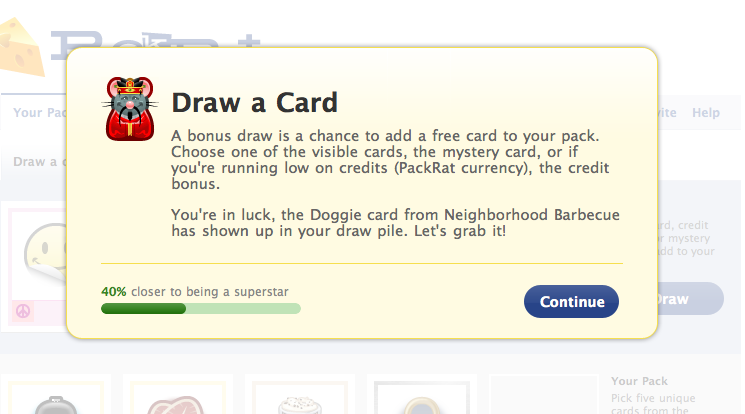 Your Pac
vite Help
Draw a Card
A bonus draw is a chance to add a free card to your pack.
Choose one of the visible cards, the mystery card, or if
you're running low on credits (PackRat currency), the credit
bonus.
You're in luck, the Doggie card from Neighborhood Barbecue
has shown up in your draw pile. Let's grab it!
40% closer to being a superstar
Continue
Draw a c
rd, credit
r mystery
dd to your
Draw
Your Pack
Pick five unique
cards from the